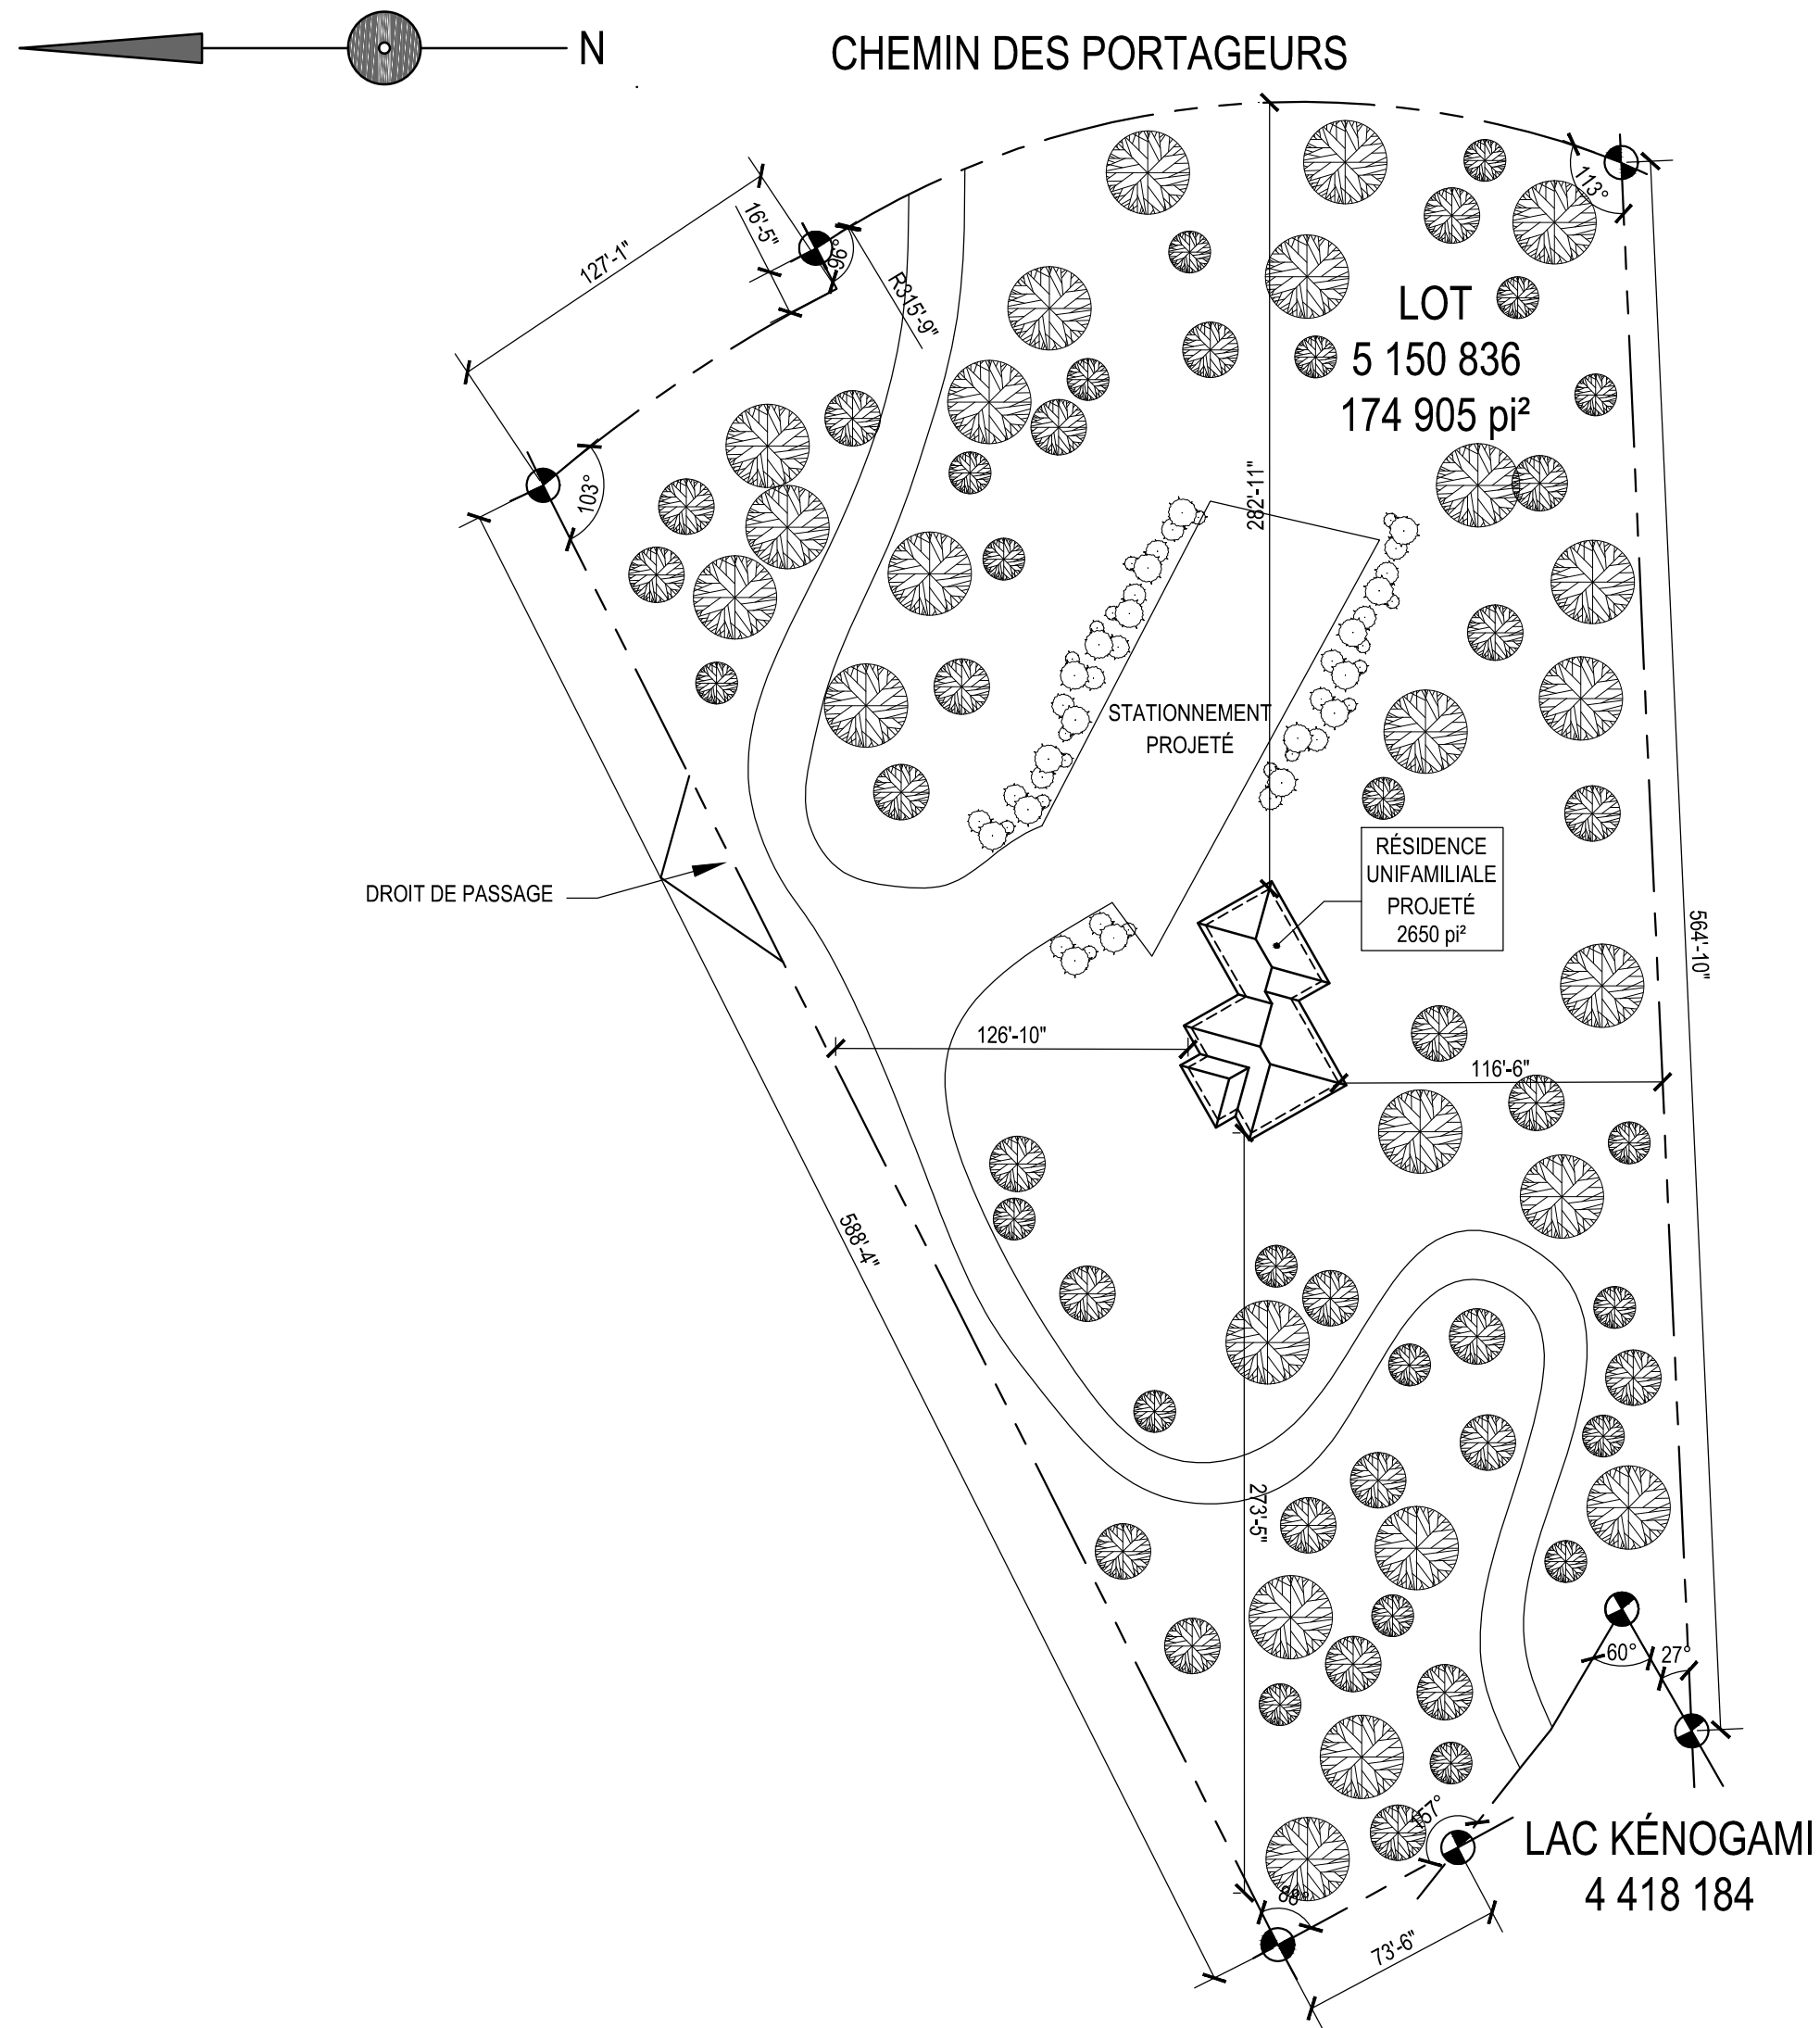 N
CHEMIN DES PORTAGEURS
127'-1"
16'-5"
96°
R315'-9"
113°
LOT
5 150 836
174 905 pi²
103°
282'-11"
STATIONNEMENT
PROJETÉ
RÉSIDENCE
UNIFAMILIALE
PROJETÉ
2650 pi²
DROIT DE PASSAGE
564'-10"
126'-10"
116'-6"
588'-4"
273'-5"
60°
27°
157°
LAC KÉNOGAMI
4 418 184
88°
73'-6"